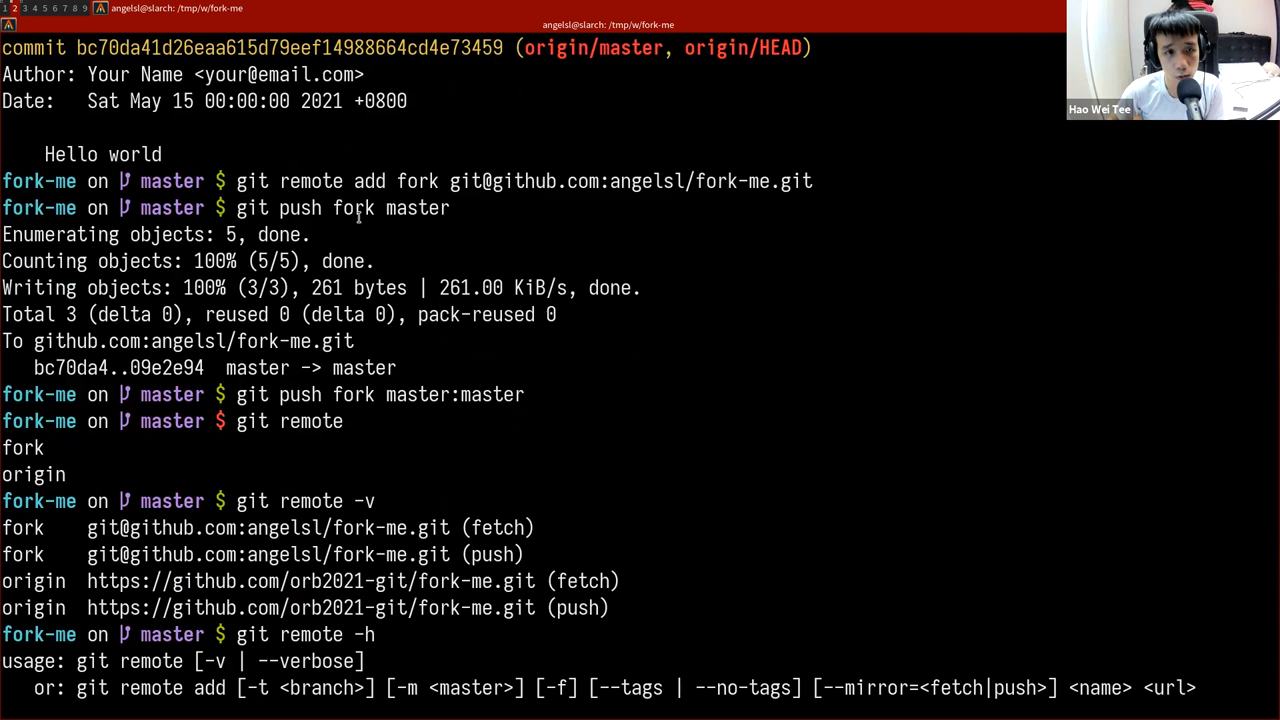 1 2 3 4 5 6 7 8 9 angelsl@slarch: /tmp/w/fork-me
angelsl@slarch: /tmp/w/fork-me
commit bc70da41d26eaa615d79eef14988664cd4e73459 (origin/master, origin/HEAD)
Author: Your Name <your@email.com>
Date:   Sat May 15 00:00:00 2021 +0800
Hao Wei Tee
    Hello world
fork-me on master $ git remote add fork git@github.com:angelsl/fork-me.git
fork-me on master $ git push fork master
Enumerating objects: 5, done.
Counting objects: 100% (5/5), done.
Writing objects: 100% (3/3), 261 bytes | 261.00 KiB/s, done.
Total 3 (delta 0), reused 0 (delta 0), pack-reused 0
To github.com:angelsl/fork-me.git
   bc70da4..09e2e94  master -> master
fork-me on master $ git push fork master:master
fork-me on master $ git remote
fork
origin
fork-me on master $ git remote -v
fork    git@github.com:angelsl/fork-me.git (fetch)
fork    git@github.com:angelsl/fork-me.git (push)
origin  https://github.com/orb2021-git/fork-me.git (fetch)
origin  https://github.com/orb2021-git/fork-me.git (push)
fork-me on master $ git remote -h
usage: git remote [-v | --verbose]
   or: git remote add [-t <branch>] [-m <master>] [-f] [--tags | --no-tags] [--mirror=<fetch|push>] <name> <url>